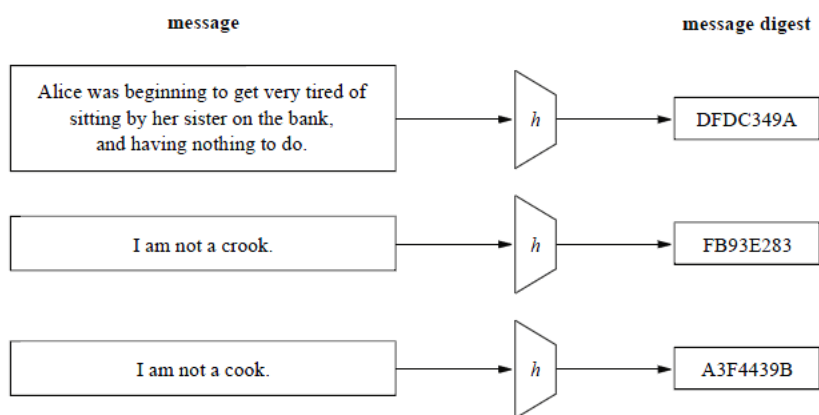 message
message digest
Alice was beginning to get very tired of
sitting by her sister on the bank,
and having nothing to do.
h
DFDC349A
I am not a crook.
h
FB93E283
I am not a cook.
h
A3F4439B